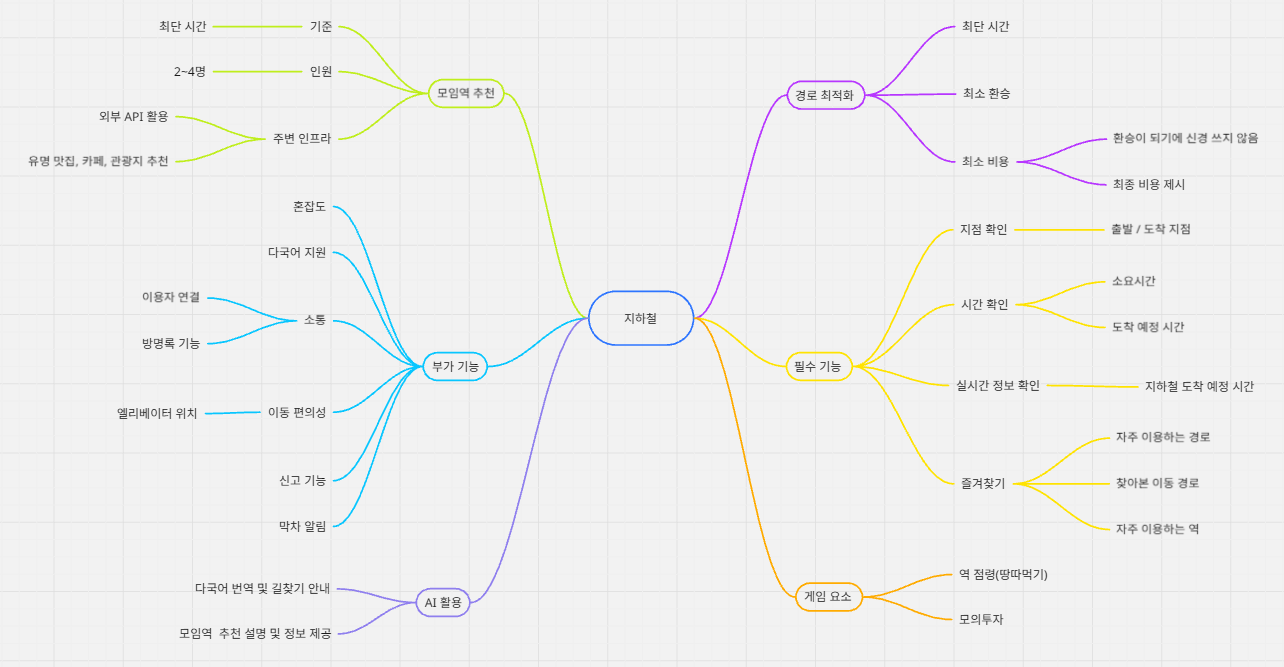 지하철
모임역 추천
기준
최단 시간
인원
2~4명
주변 인프라
외부 API 활용
유명 맛집, 카페, 관광지 추천
부가 기능
혼잡도
다국어 지원
소통
이용자 연결
방명록 기능
이동 편의성
엘리베이터 위치
신고 기능
막차 알림
AI 활용
다국어 번역 및 길찾기 안내
모임역 추천 설명 및 정보 제공
경로 최적화
최단 시간
최소 환승
최소 비용
환승이 되기에 신경 쓰지 않음
최종 비용 제시
필수 기능
지점 확인
출발 / 도착 지점
시간 확인
소요시간
도착 예정 시간
실시간 정보 확인
지하철 도착 예정 시간
즐겨찾기
자주 이용하는 경로
찾아본 이동 경로
자주 이용하는 역
게임 요소
역 점령(땅따먹기)
모의투자